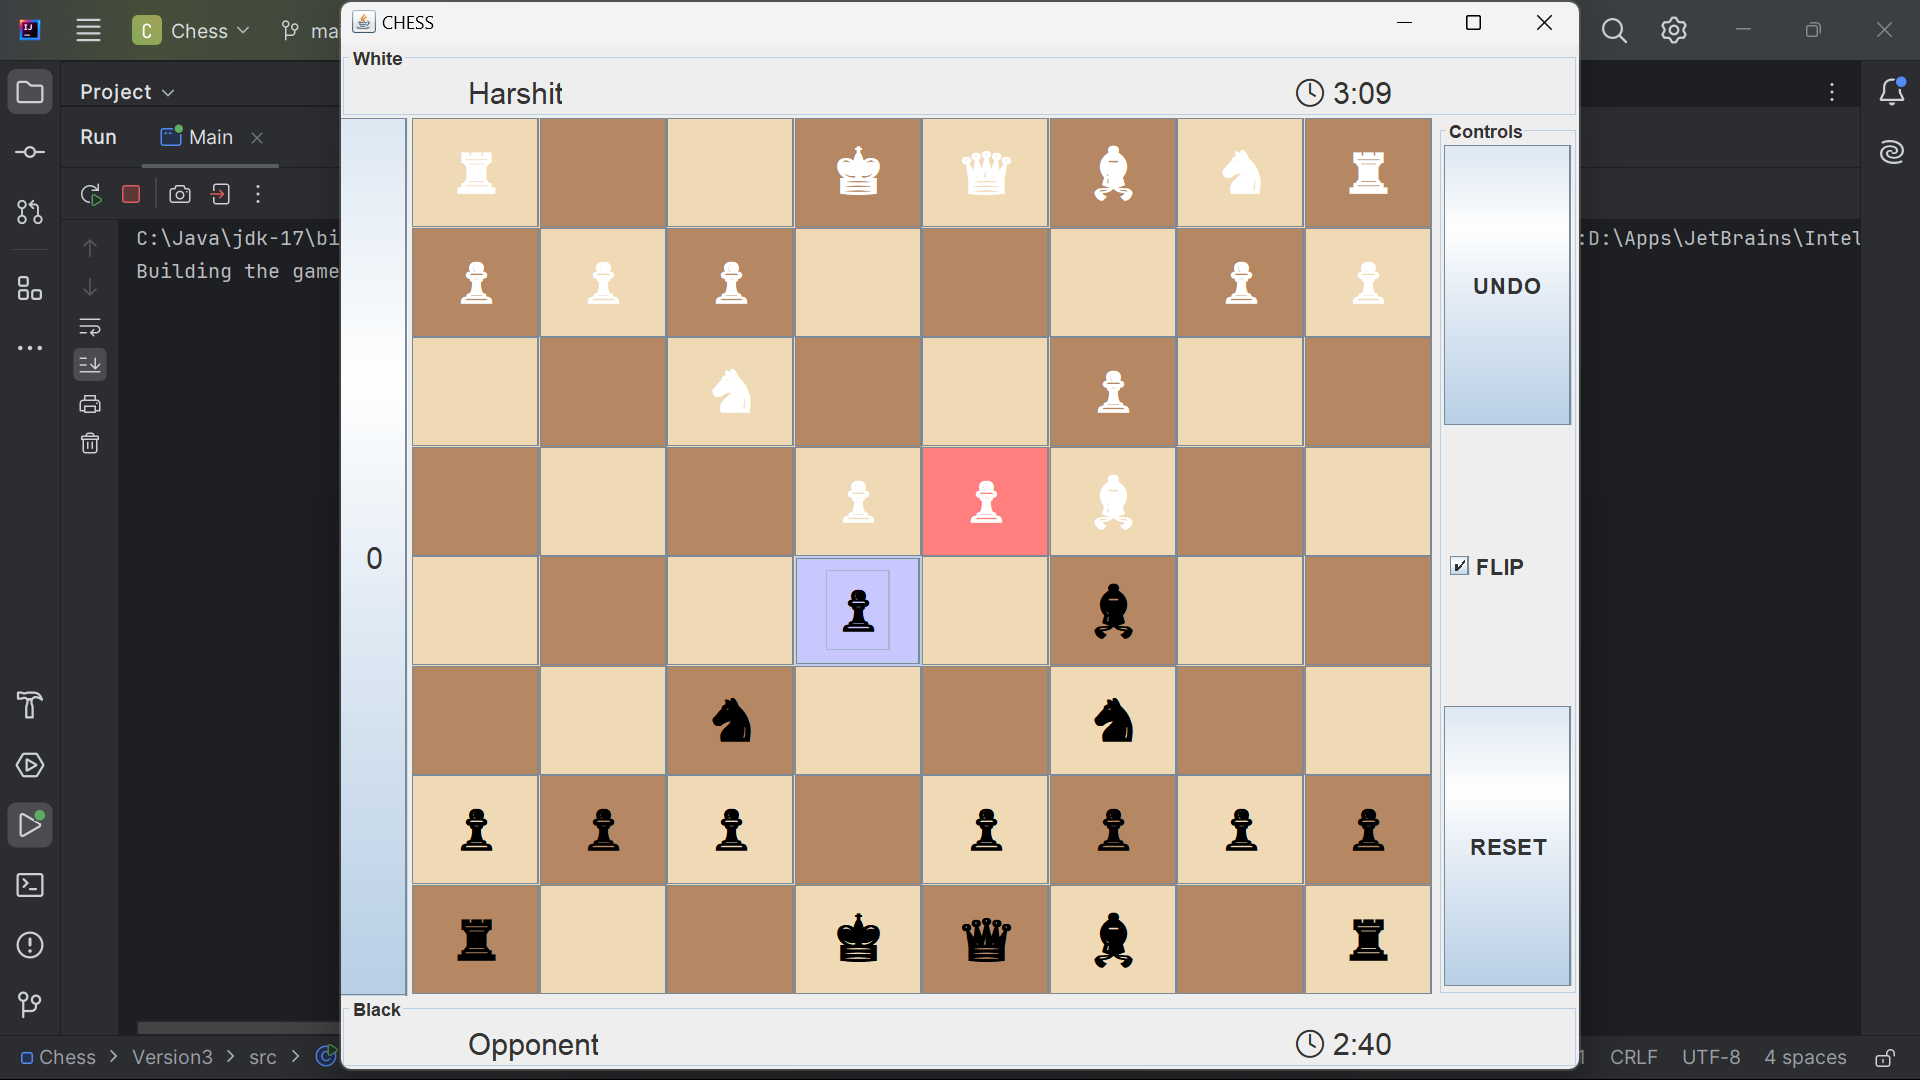 C Chess
mai
CHESS
Project
White
Harshit
3:09
Run
Main
Controls
C:\Java\jdk-17\bi
:D:\Apps\JetBrains\Intel
Building the game
UNDO
0
FLIP
RESET
Black
Opponent
2:40
Chess > Version3 > src >
CRLF
UTF-8
4 spaces